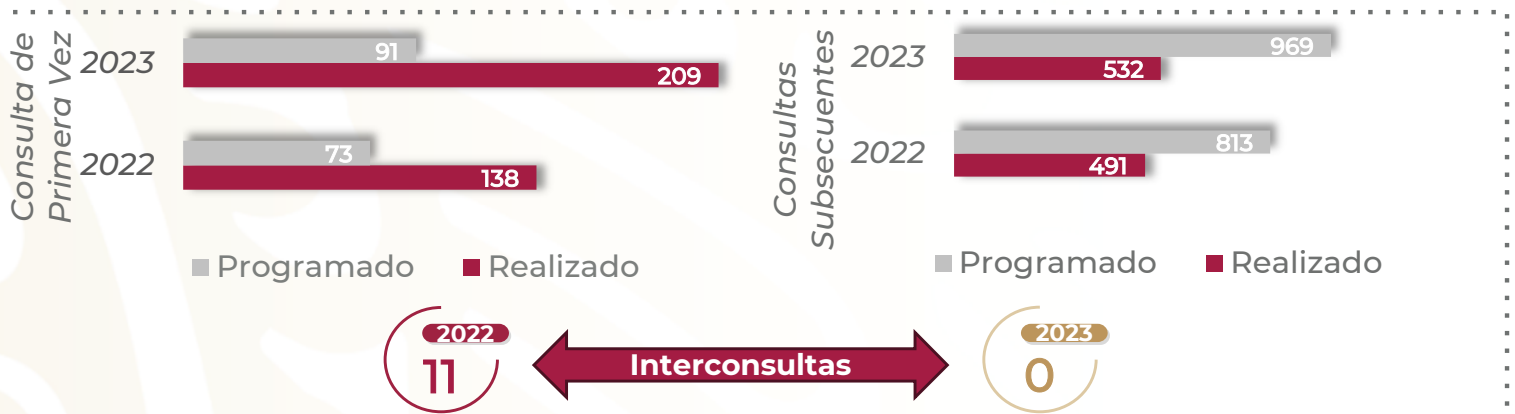 Consulta de
Primera Vez
2023
91
209
2022
73
138
Programado Realizado
Consultas
Subsecuentes
2023
969
532
2022
813
491
Programado Realizado
2022
11
Interconsultas
2023
0